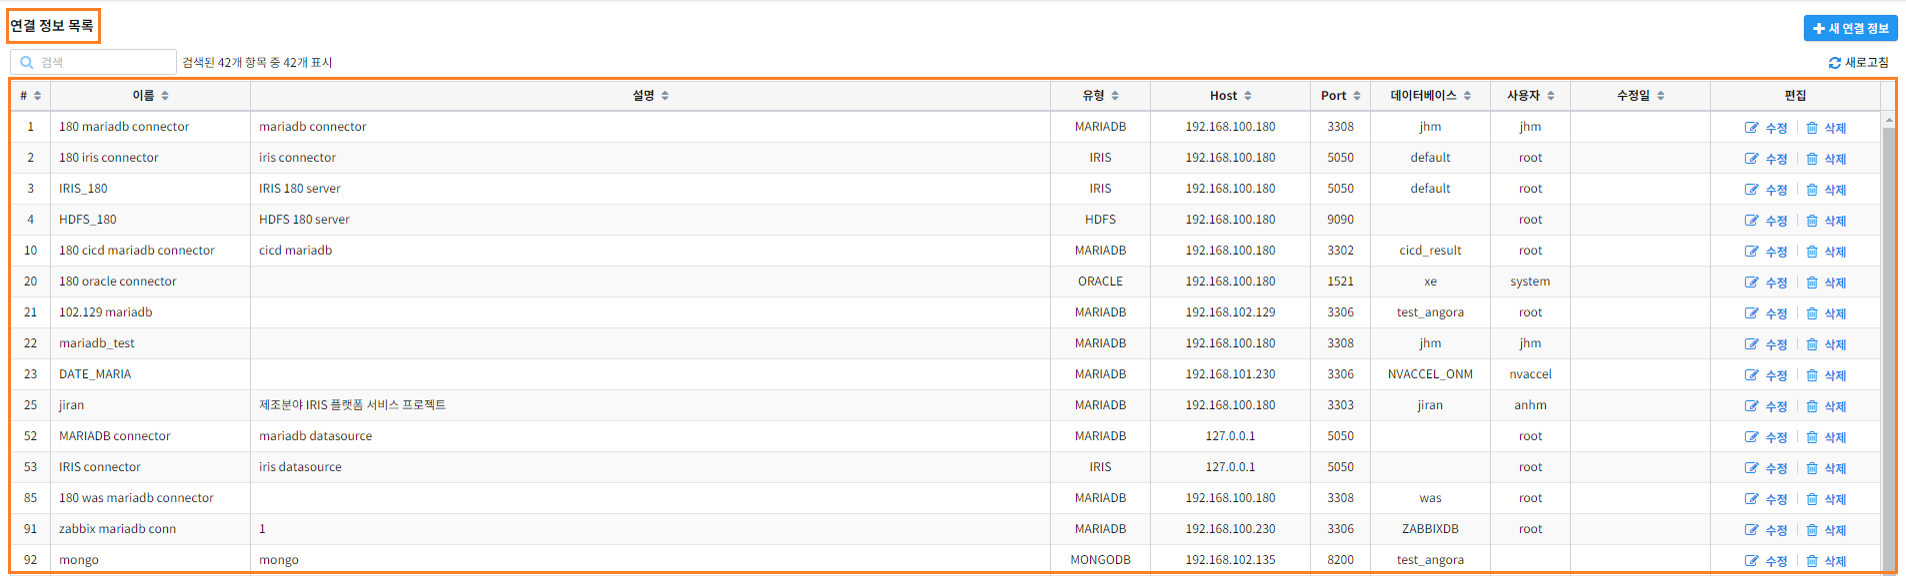 연결 정보 목록
새 연결 정보
검색 검색된 42개 항목 중 42개 표시
새로고침
# 이름 설명 유형 Host Port 데이터베이스 사용자 수정일 편집
1 180 mariadb connector mariadb connector MARIADB 192.168.100.180 3308 jhm jhm 수정 삭제
2 180 iris connector iris connector IRIS 192.168.100.180 5050 default root 수정 삭제
3 IRIS_180 IRIS 180 server IRIS 192.168.100.180 5050 default root 수정 삭제
4 HDFS_180 HDFS 180 server HDFS 192.168.100.180 9090 root 수정 삭제
10 180 cicd mariadb connector cicd mariadb MARIADB 192.168.100.180 3302 cicd_result root 수정 삭제
20 180 oracle connector ORACLE 192.168.100.180 1521 xe system 수정 삭제
21 102.129 mariadb MARIADB 192.168.102.129 3306 test_angora root 수정 삭제
22 mariadb_test MARIADB 192.168.100.180 3308 jhm jhm 수정 삭제
23 DATE_MARIA MARIADB 192.168.101.230 3306 NVACCEL_ONM nvaccel 수정 삭제
25 jiran 제조분야 IRIS 플랫폼 서비스 프로젝트 MARIADB 192.168.100.180 3303 jiran anhm 수정 삭제
52 MARIADB connector mariadb datasource MARIADB 127.0.0.1 5050 root 수정 삭제
53 IRIS connector iris datasource IRIS 127.0.0.1 5050 root 수정 삭제
85 180 was mariadb connector MARIADB 192.168.100.180 3308 was root 수정 삭제
91 zabbix mariadb conn 1 MARIADB 192.168.100.230 3306 ZABBIXDB root 수정 삭제
92 mongo mongo MONGODB 192.168.102.135 8200 test_angora 수정 삭제